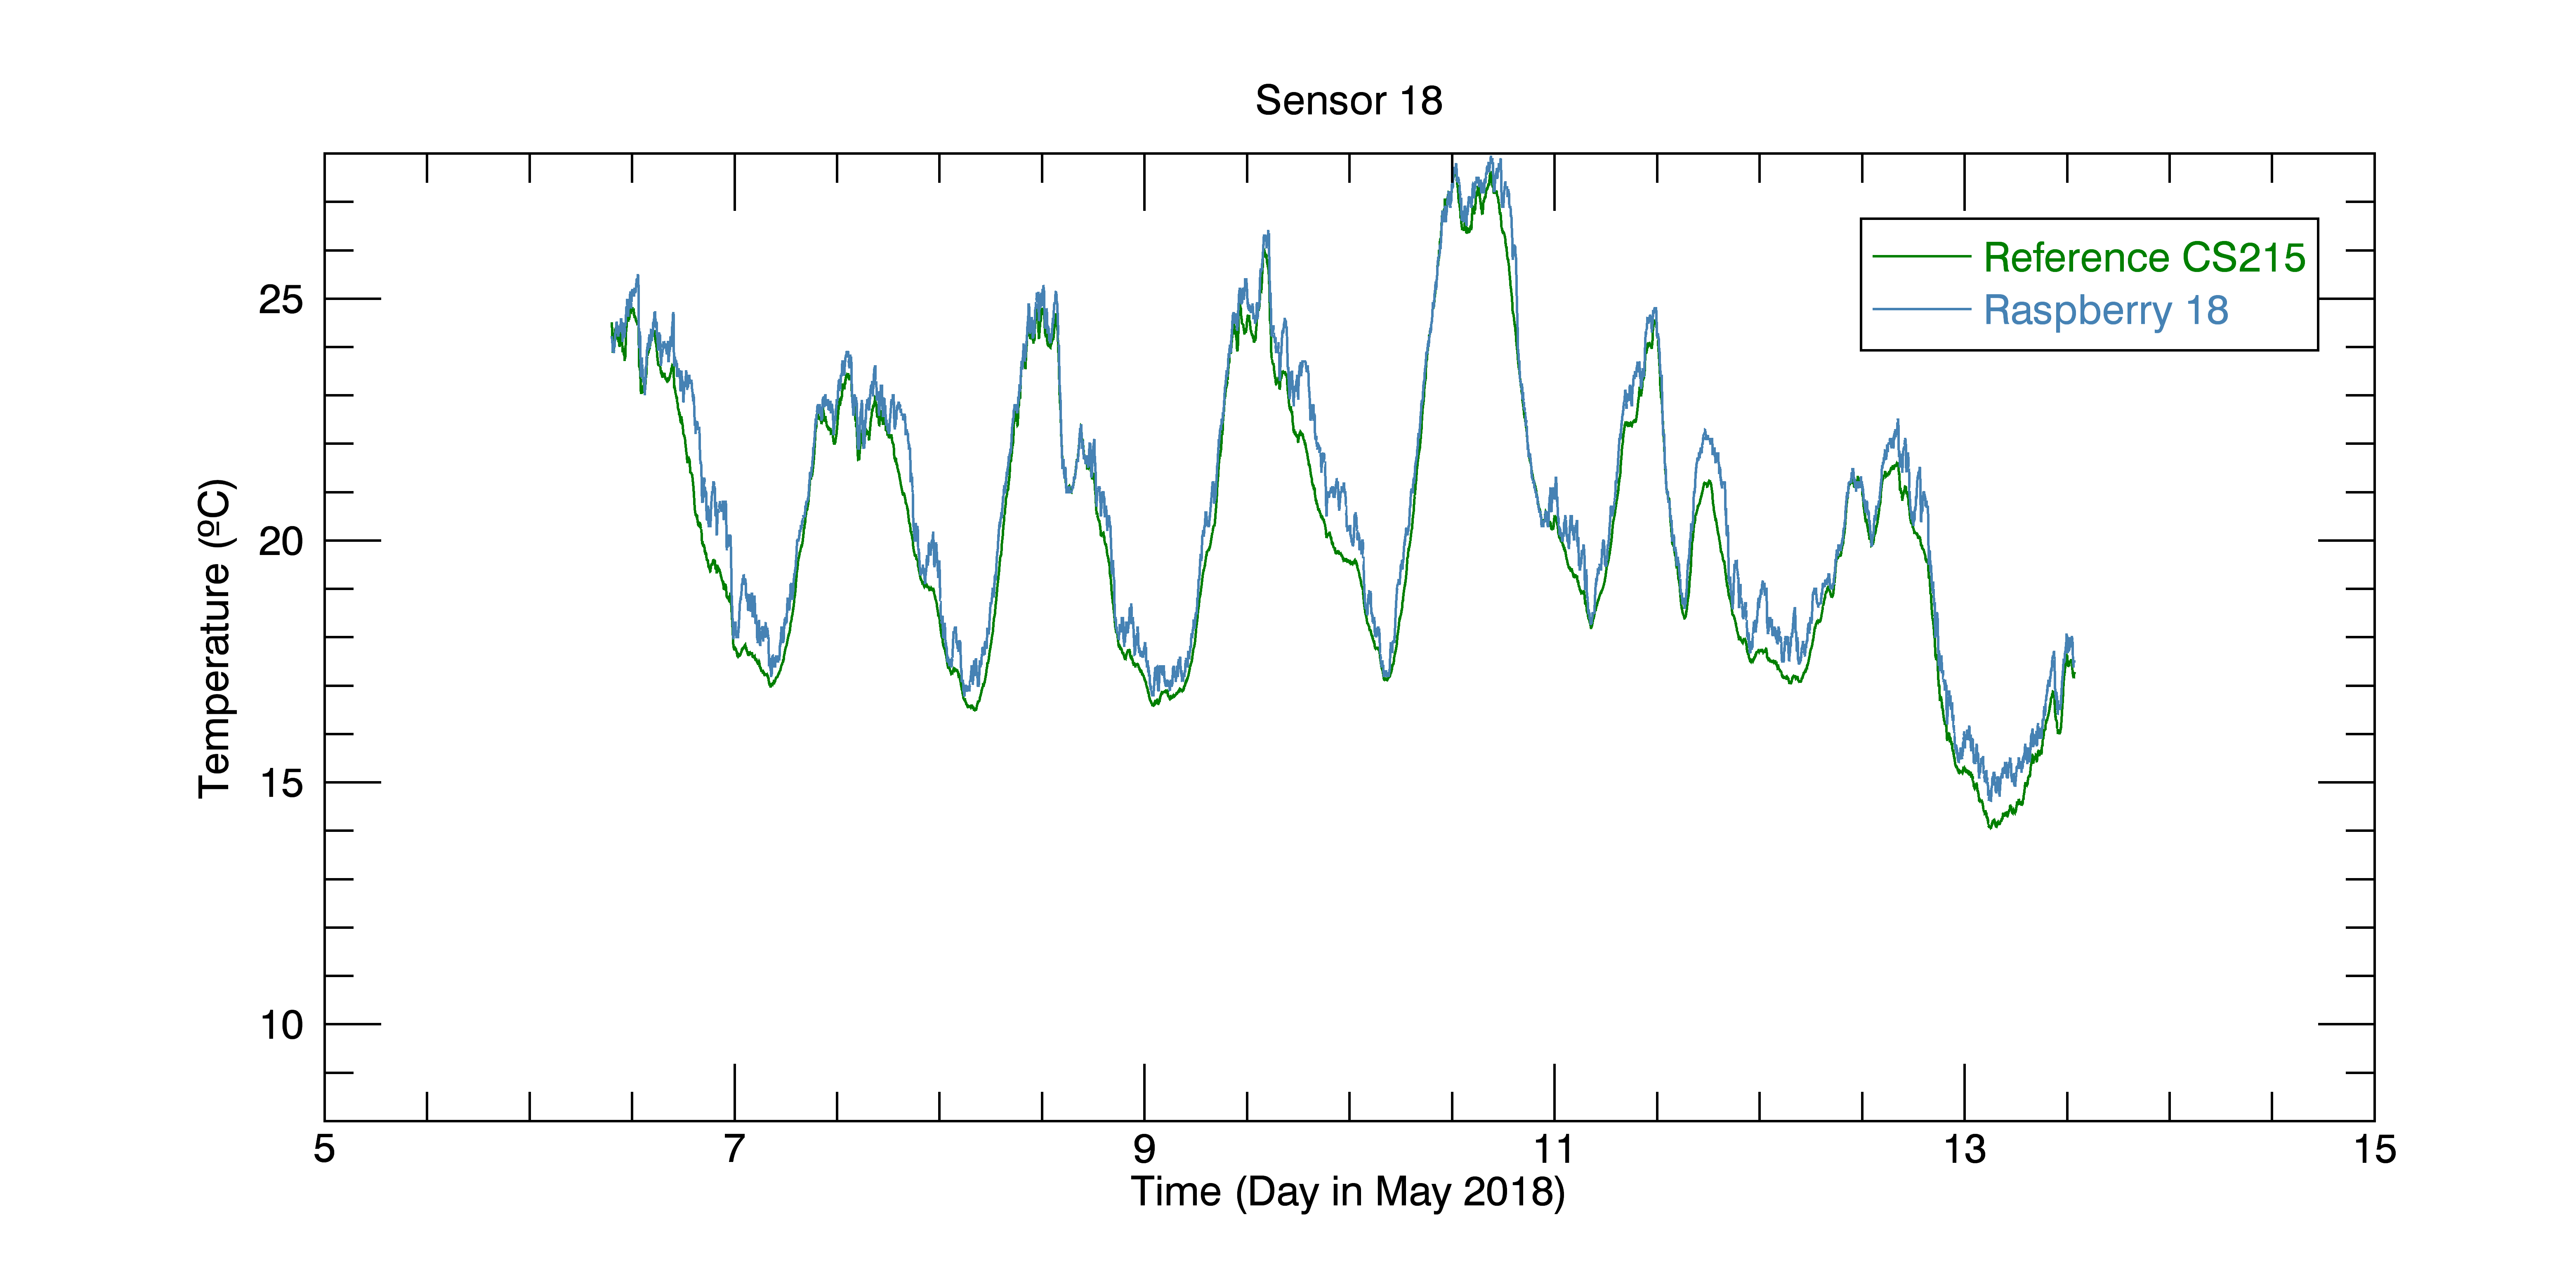 Sensor 18
Reference CS215
Raspberry 18
Temperature (ºC)
25
20
15
10
5 7 9 11 13 15
Time (Day in May 2018)